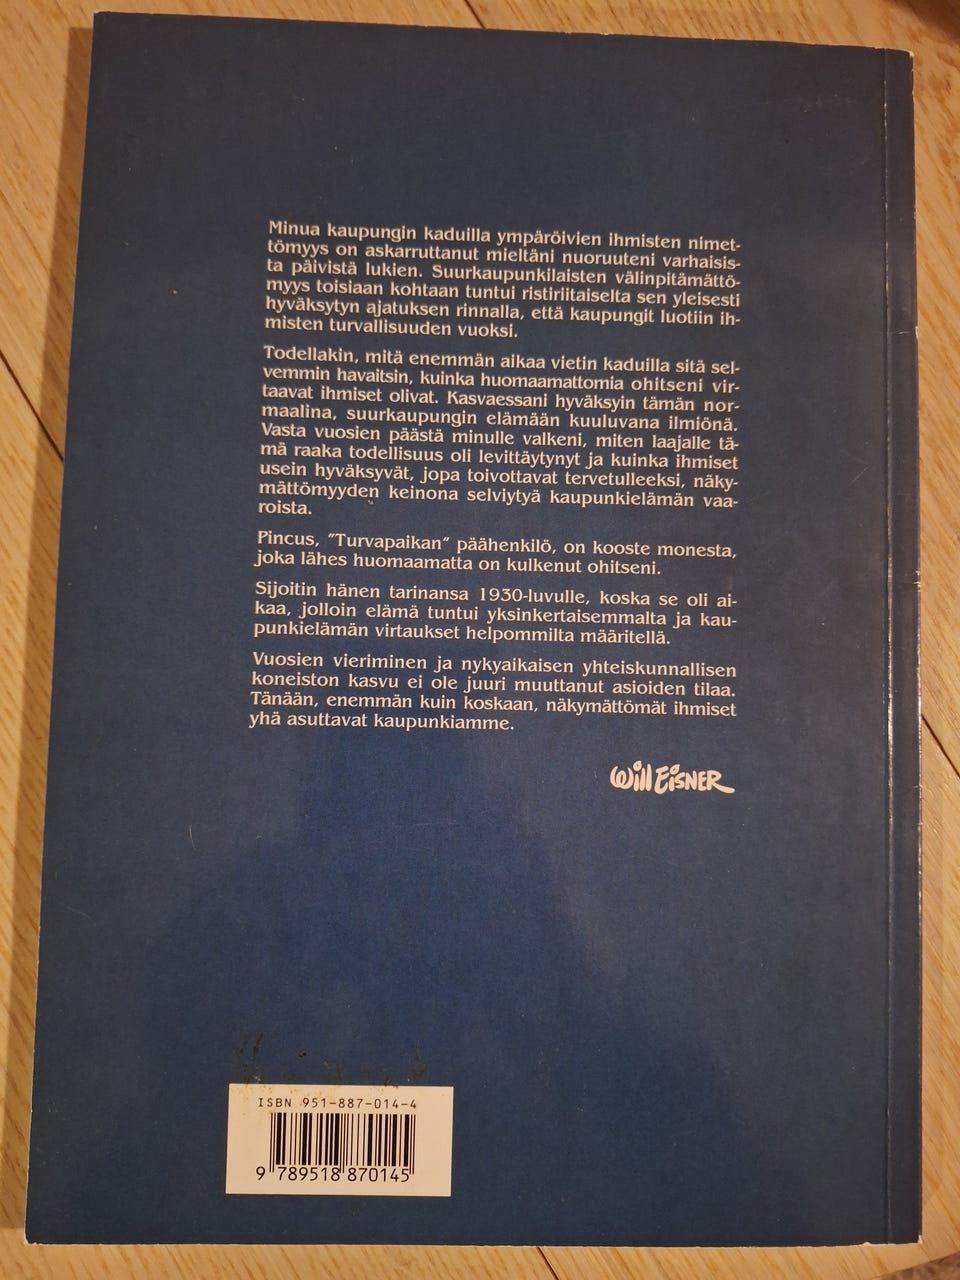 Minua kaupungin kaduilla ympäröivien ihmisten nimet-
tömyys on askarruttanut mieltäni nuoruuteni varhaisis-
ta päivistä lukien. Suurkaupunkilaisten välinpitämättö-
myys toisiaan kohtaan tuntui ristiriitaiselta sen yleisesti
hyväksytyn ajatuksen rinnalla, että kaupungit luotiin ih-
misten turvallisuuden vuoksi.
Todellakin, mitä enemmän aikaa vietin kaduilla sitä sel-
vemmin havaitsin, kuinka huomaamattomia ohitseni vir-
taavat ihmiset olivat. Kasvaessani hyväksyin tämän nor-
maalina, suurkaupungin elämään kuuluvana ilmiönä.
Vasta vuosien päästä minulle valkeni, miten laajalle tä-
mä raaka todellisuus oli levittäytynyt ja kuinka ihmiset
usein hyväksyvät, jopa toivottavat tervetulleeksi, näky-
mättömyyden keinona selviytyä kaupunkielämän vaa-
roista.
Pincus, ”Turvapaikan” päähenkilö, on kooste monesta,
joka lähes huomaamatta on kulkenut ohitseni.
Sijoitin hänen tarinansa 1930-luvulle, koska se oli ai-
kaa, jolloin elämä tuntui yksinkertaisemmalta ja kau-
punkielämän virtaukset helpommilta määritellä.
Vuosien vieriminen ja nykyaikaisen yhteiskunnallisen
koneiston kasvu ei ole juuri muuttanut asioiden tilaa.
Tänään, enemmän kuin koskaan, näkymättömät ihmiset
yhä asuttavat kaupunkiamme.
Will Eisner
ISBN 951-887-014-4
9 789518 870145